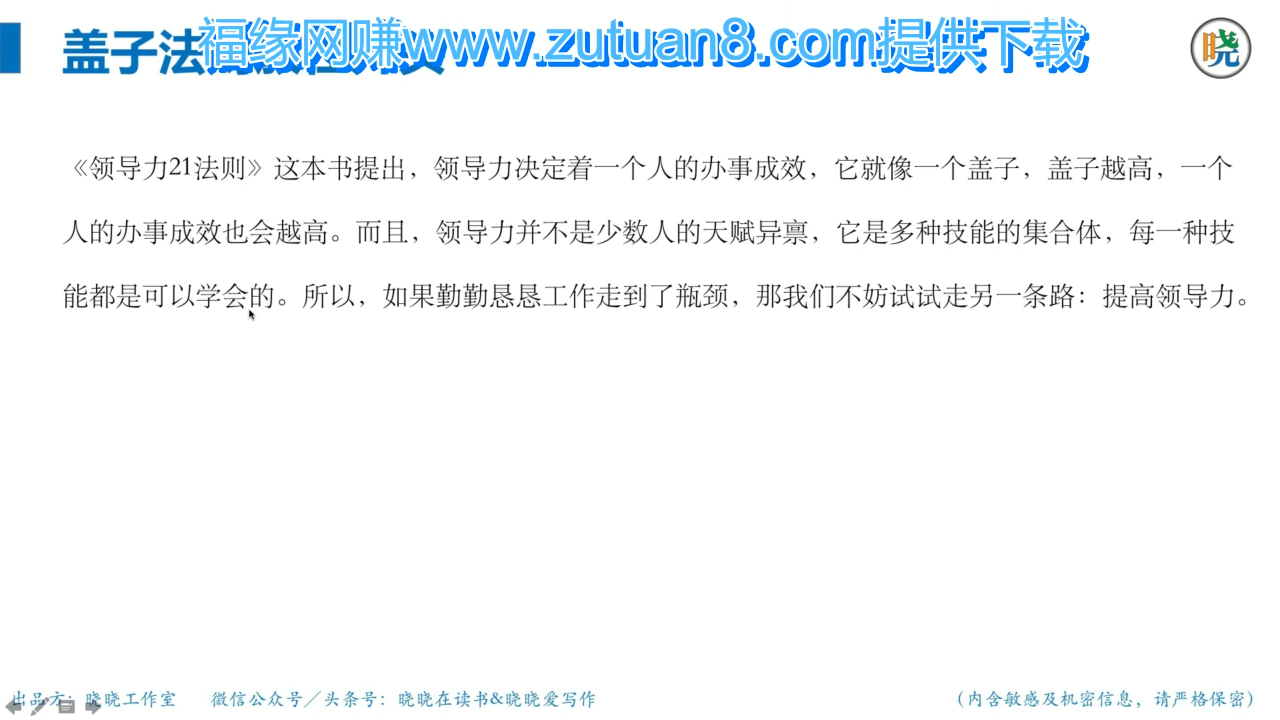 盖子法
福缘网赚www.zutuan8.com提供下载
晓
《领导力21法则》这本书提出，领导力决定着一个人的办事成效，它就像一个盖子，盖子越高，一个
人的办事成效也会越高。而且，领导力并不是少数人的天赋异禀，它是多种技能的集合体，每一种技
能都是可以学会的。所以，如果勤勤恳恳工作走到了瓶颈，那我们不妨试试走另一条路：提高领导力。
出品方：晓晓工作室 微信公众号／头条号：晓晓在读书&晓晓爱写作 （内含敏感及机密信息，请严格保密）